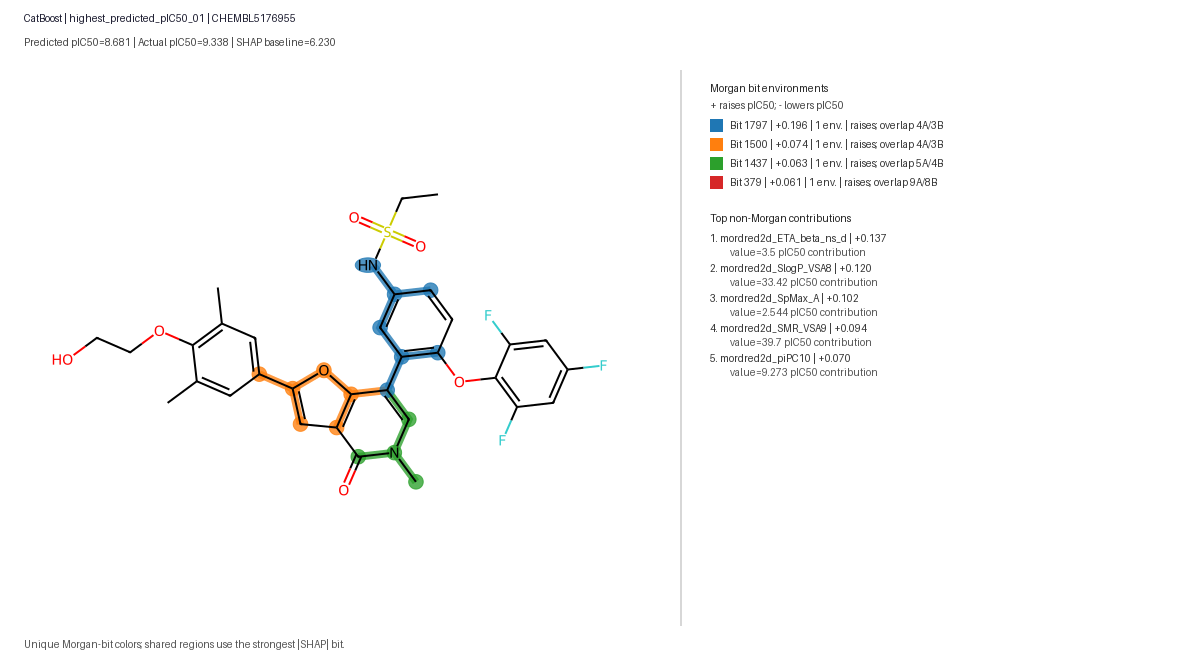 CatBoost | highest_predicted_pIC50_01 | CHEMBL5176955
Predicted pIC50=8.681 | Actual pIC50=9.338 | SHAP baseline=6.230
Morgan bit environments
+ raises pIC50; - lowers pIC50
Bit 1797 | +0.196 | 1 env. | raises; overlap 4A/3B
Bit 1500 | +0.074 | 1 env. | raises; overlap 4A/3B
Bit 1437 | +0.063 | 1 env. | raises; overlap 5A/4B
Bit 379 | +0.061 | 1 env. | raises; overlap 9A/8B
Top non-Morgan contributions
1. mordred2d_ETA_beta_ns_d | +0.137
value=3.5 pIC50 contribution
2. mordred2d_SlogP_VSA8 | +0.120
value=33.42 pIC50 contribution
3. mordred2d_SpMax_A | +0.102
value=2.544 pIC50 contribution
4. mordred2d_SMR_VSA9 | +0.094
value=39.7 pIC50 contribution
5. mordred2d_piPC10 | +0.070
value=9.273 pIC50 contribution
O
S
O
HN
F
O
HO
F
O
O
F
N
O
Unique Morgan-bit colors; shared regions use the strongest |SHAP| bit.